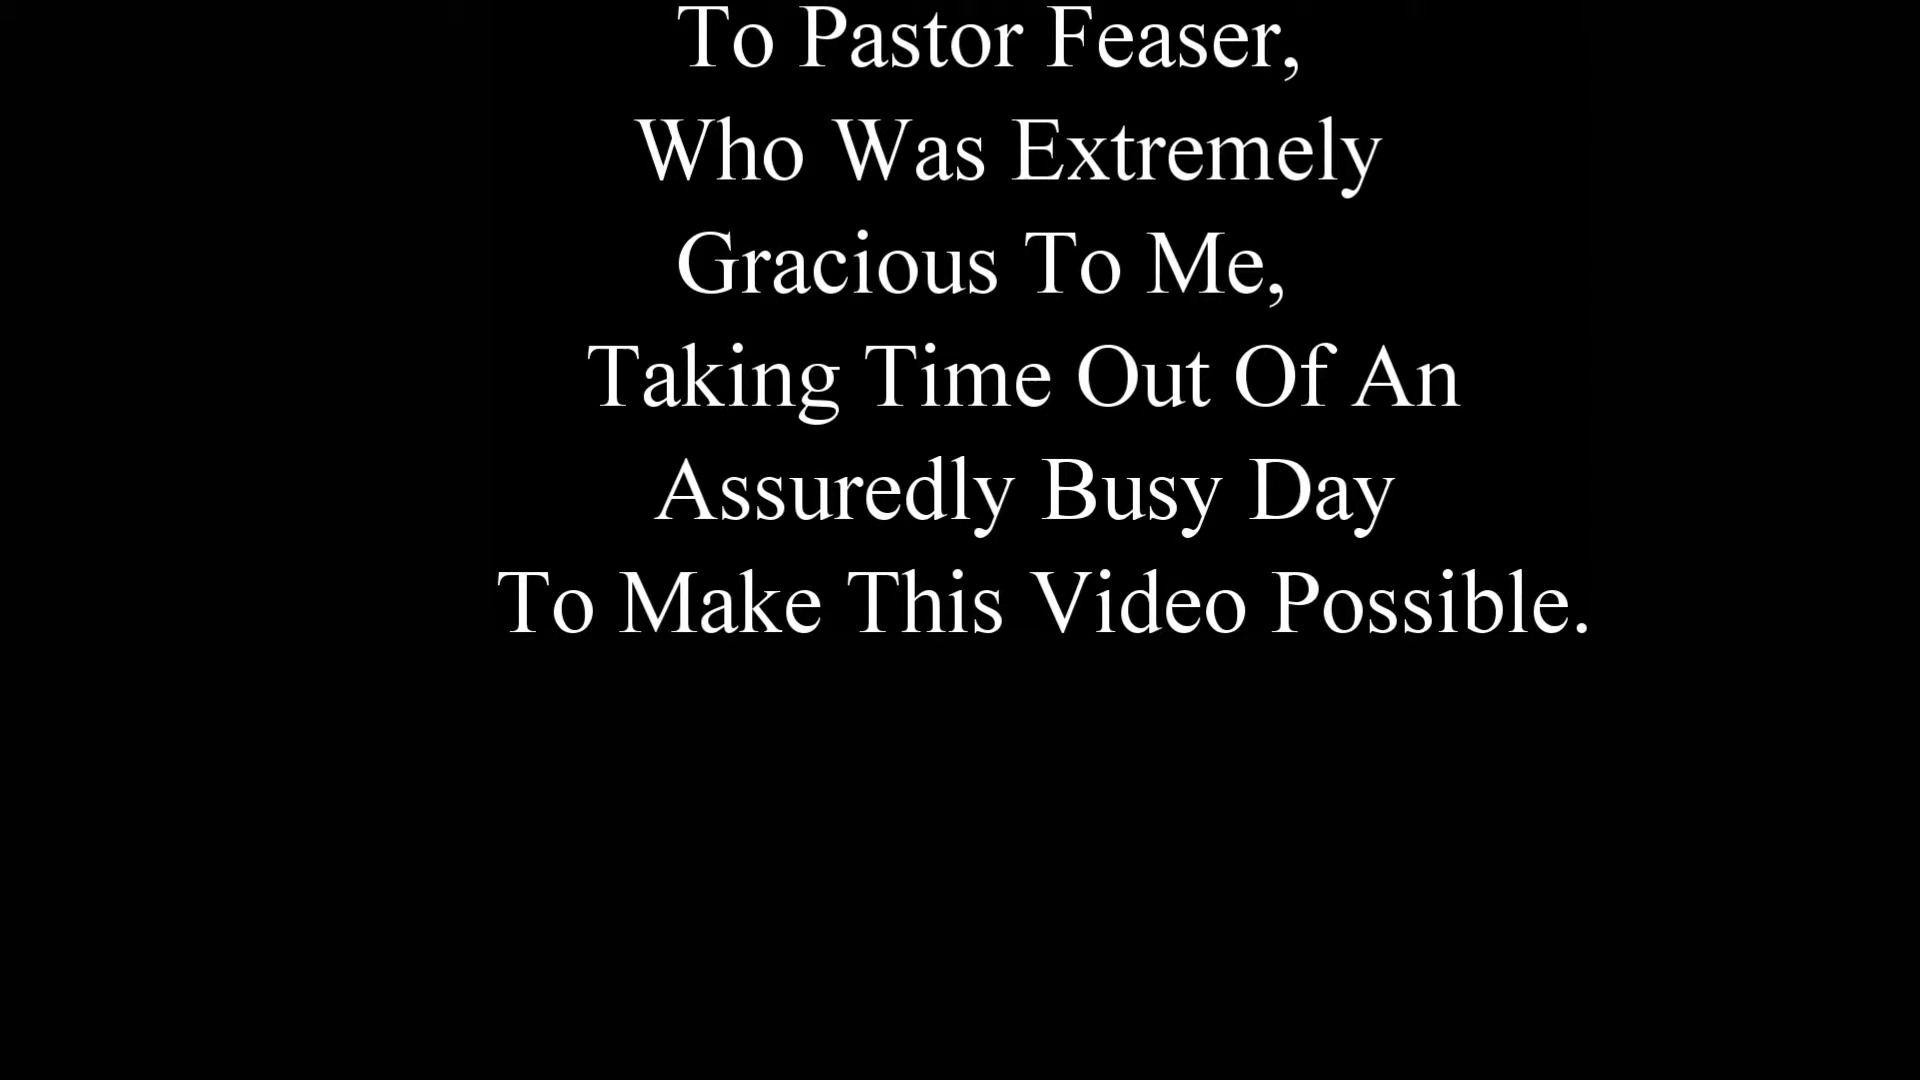 To Pastor Feaser,
Who Was Extremely
Gracious To Me,
Taking Time Out Of An
Assuredly Busy Day
To Make This Video Possible.